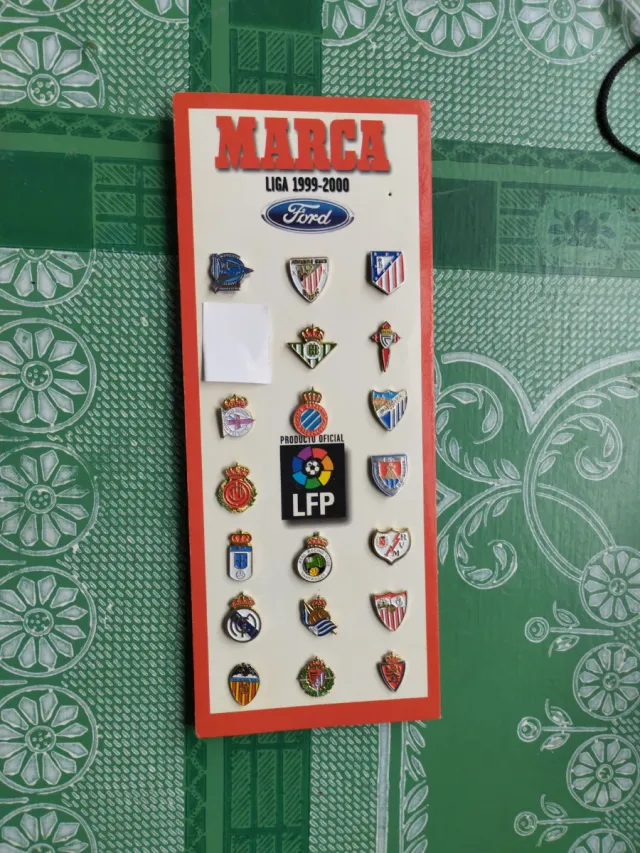 MARCA
LIGA 1999-2000
Ford
PRODUCTO OFICIAL
LFP